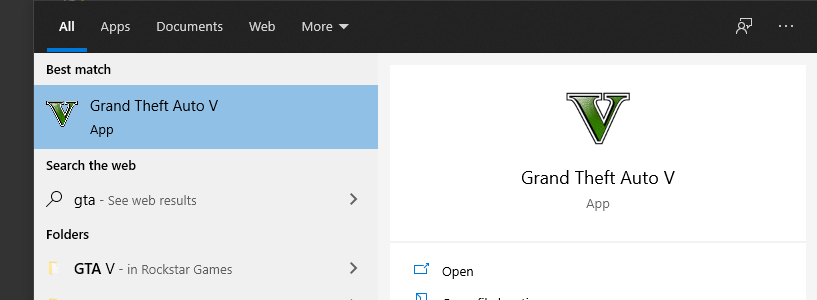 All Apps Documents Web More
Best match
Grand Theft Auto V
App
Search the web
gta - See web results
Folders
GTA V - in Rockstar Games
Grand Theft Auto V
App
Open